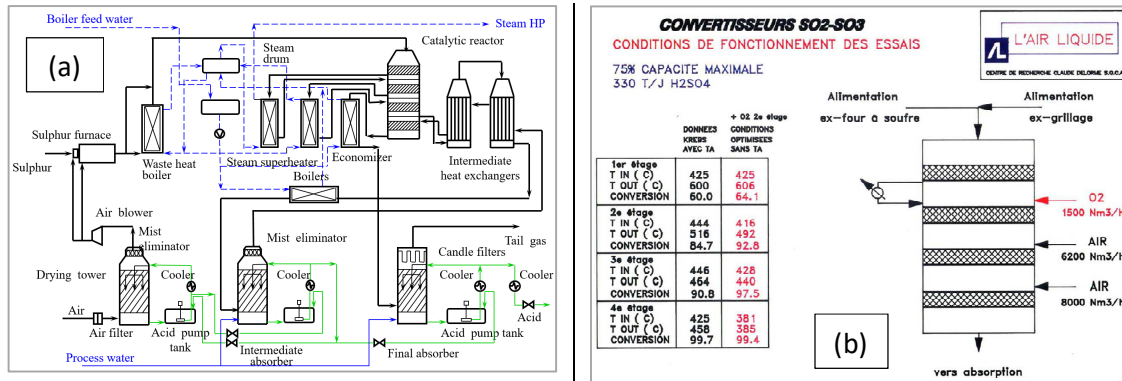 Boiler feed water
Steam HP
(a)
Steam
drum
Catalytic reactor
Sulphur furnace
Sulphur
Waste heat
boiler
Steam superheater
Economizer
Boilers
Intermediate
heat exchangers
Air blower
Mist
eliminator
Mist eliminator
Candle filters
Tail gas
Drying tower
Cooler
Cooler
Cooler
Cooler
Air
Air filter
Acid pump
tank
Acid pump
tank
Acid
Intermediate
absorber
Final absorber
Process water
CONVERTISSEURS SO2-SO3
CONDITIONS DE FONCTIONNEMENT DES ESSAIS
75% CAPACITE MAXIMALE
330 T/J H2SO4
L'AIR LIQUIDE
CENTRE DE RECHERCHE CLAUDE DELORME S.G.C.A.
Alimentation
ex-four à soufre
Alimentation
ex-grillage
+ O2 2e étage
DONNEES CONDITIONS
KREBS OPTIMISEES
AVEC TA SANS TA
1er étage
T IN ( C) 425 425
T OUT ( C) 600 606
CONVERSION 60.0 64.1
2e étage
T IN ( C) 444 416
T OUT ( C) 516 492
CONVERSION 84.7 92.8
3e étage
T IN ( C) 446 428
T OUT ( C) 464 440
CONVERSION 90.8 97.5
4e étage
T IN ( C) 425 381
T OUT ( C) 458 385
CONVERSION 99.7 99.4
O2
1500 Nm3/h
AIR
6200 Nm3/h
AIR
8000 Nm3/h
(b)
vers absorption